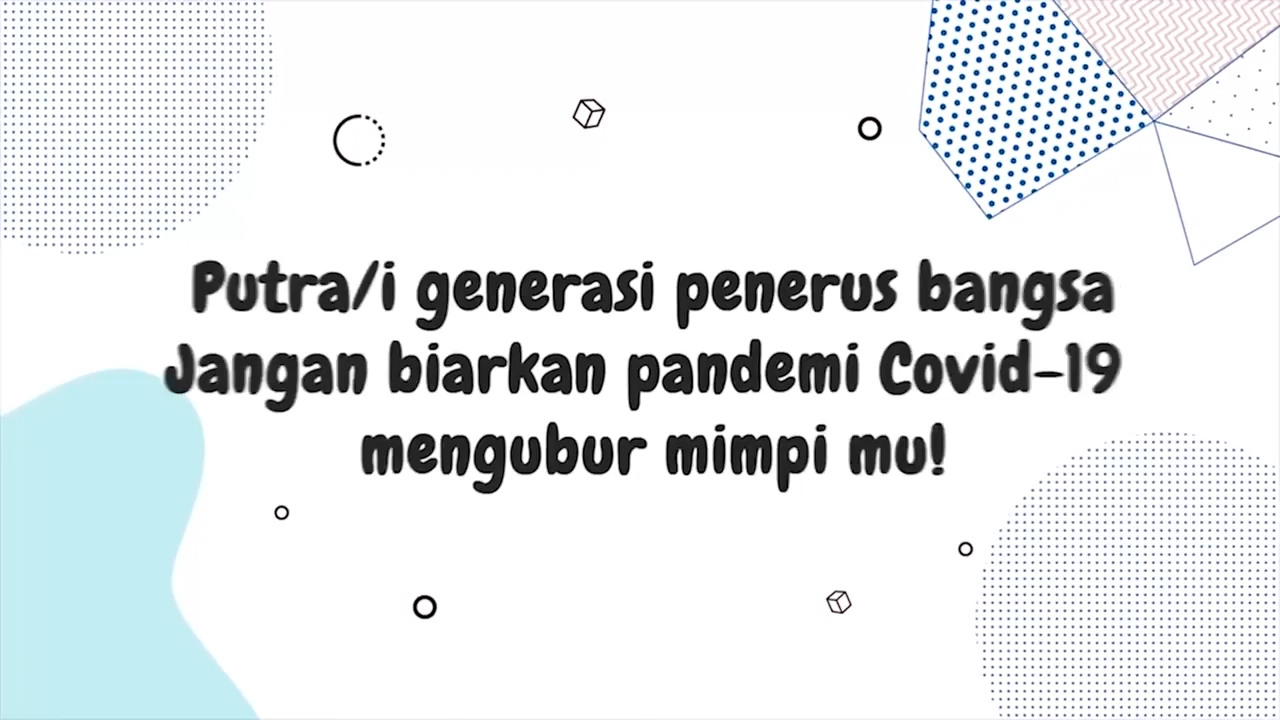 Putra/i generasi penerus bangsa
Jangan biarkan pandemi Covid-19
mengubur mimpi mu!